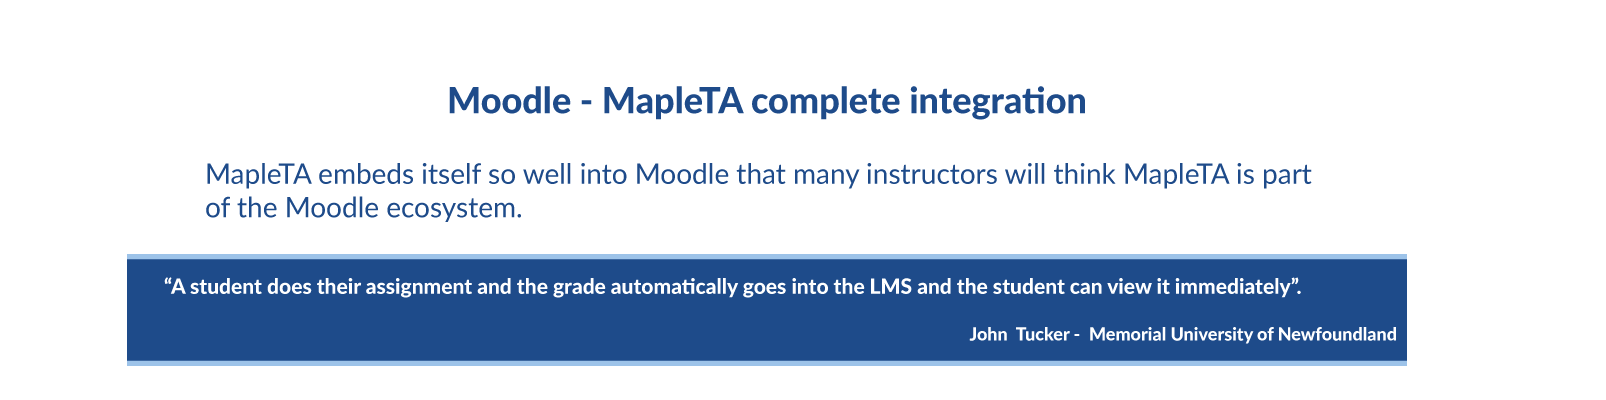 Moodle - MapleTA complete integration
MapleTA embeds itself so well into Moodle that many instructors will think MapleTA is part
of the Moodle ecosystem.
“A student does their assignment and the grade automatically goes into the LMS and the student can view it immediately”.
John  Tucker -  Memorial University of Newfoundland